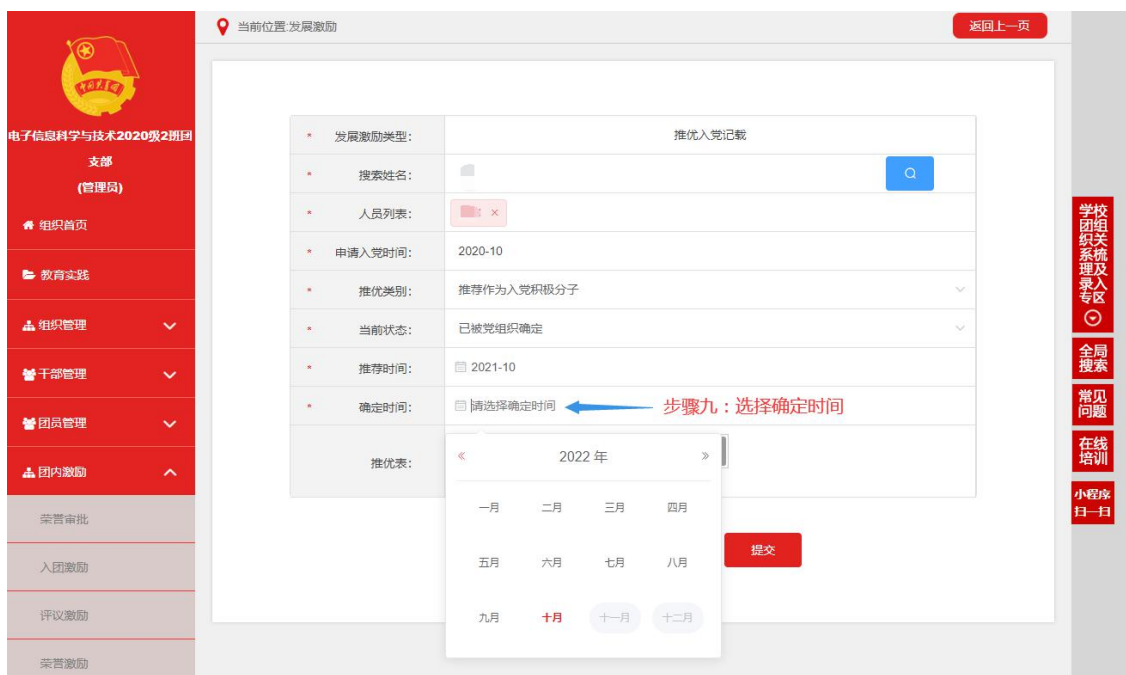 当前位置:发展激励
返回上一页
电子信息科学与技术2020级2班团
支部
(管理员)
组织首页
教育实践
组织管理
干部管理
团员管理
团内激励
荣誉审批
入团激励
评议激励
荣誉激励
* 发展激励类型: 推优入党记载
* 搜索姓名:
* 人员列表: ×
* 申请入党时间: 2020-10
* 推优类别: 推荐作为入党积极分子
* 当前状态: 已被党组织确定
* 推荐时间: 2021-10
* 确定时间: 请选择确定时间 步骤九：选择确定时间
推优表:
« 2022 年 »
一月 二月 三月 四月
五月 六月 七月 八月
九月 十月 十一月 十二月
提交
学校
团组
织关
系梳
理及
录入
专区
全局
搜索
常见
问题
在线
培训
小程序
扫一扫